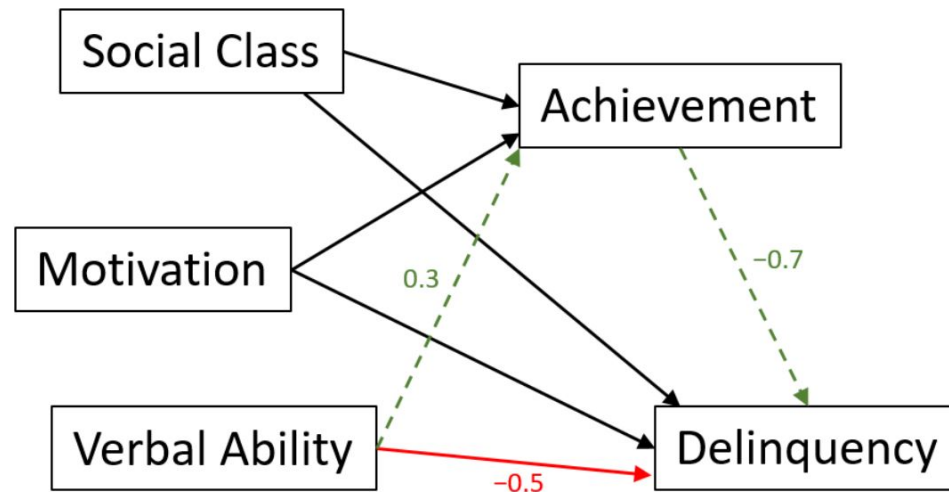 Social Class
Achievement
Motivation
0.3
−0.7
Verbal Ability
−0.5
Delinquency